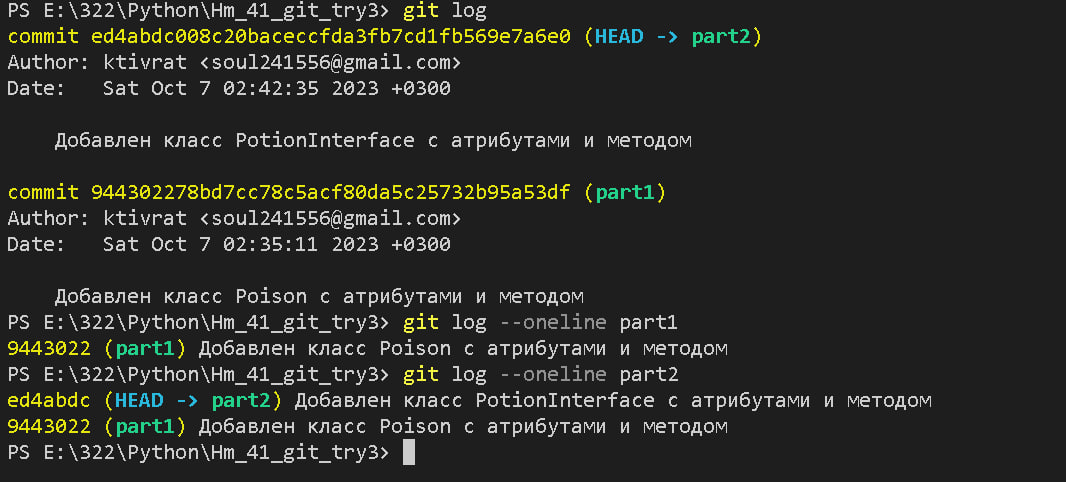 PS E:\322\Python\Hm_41_git_try3> git log
commit ed4abdc008c20baceccfda3fb7cd1fb569e7a6e0 (HEAD -> part2)
Author: ktivrat <soul241556@gmail.com>
Date:   Sat Oct 7 02:42:35 2023 +0300
Добавлен класс PotionInterface с атрибутами и методом
commit 944302278bd7cc78c5acf80da5c25732b95a53df (part1)
Author: ktivrat <soul241556@gmail.com>
Date:   Sat Oct 7 02:35:11 2023 +0300
Добавлен класс Poison с атрибутами и методом
PS E:\322\Python\Hm_41_git_try3> git log --oneline part1
9443022 (part1) Добавлен класс Poison с атрибутами и методом
PS E:\322\Python\Hm_41_git_try3> git log --oneline part2
ed4abdc (HEAD -> part2) Добавлен класс PotionInterface с атрибутами и методом
9443022 (part1) Добавлен класс Poison с атрибутами и методом
PS E:\322\Python\Hm_41_git_try3>